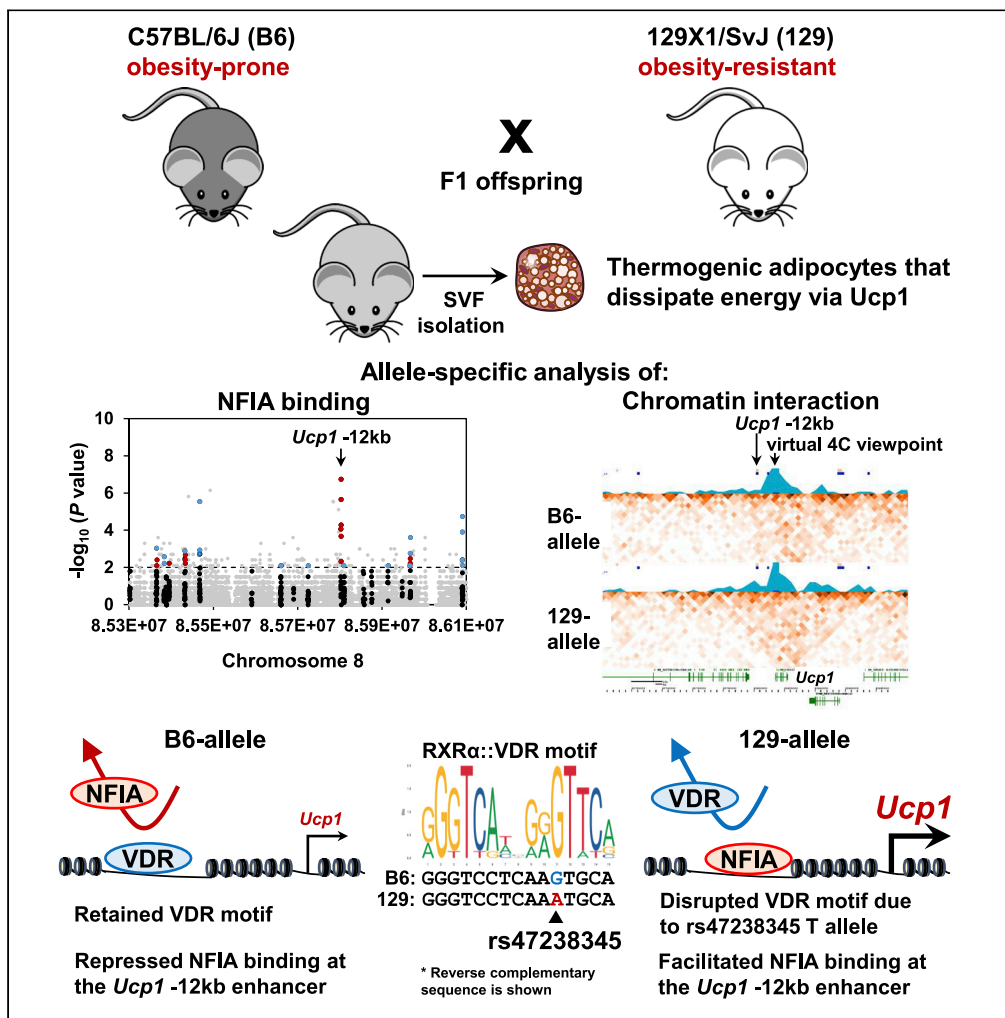 C57BL/6J (B6)
obesity-prone
129X1/SvJ (129)
obesity-resistant
X
F1 offspring
SVF
isolation
Thermogenic adipocytes that
dissipate energy via Ucp1
Allele-specific analysis of:
NFIA binding
Ucp1 -12kb
-log10 (P value)
10
8
6
4
2
0
8.53E+07 8.55E+07 8.57E+07 8.59E+07 8.61E+07
Chromosome 8
Chromatin interaction
Ucp1 -12kb
virtual 4C viewpoint
B6-
allele
129-
allele
Ucp1
B6-allele
NFIA
VDR
Ucp1
Retained VDR motif
Repressed NFIA binding at
the Ucp1 -12kb enhancer
RXRα::VDR motif
B6: GGGTCCTCAAGTGCA
129: GGGTCCTCAAATGCA
rs47238345
* Reverse complementary
sequence is shown
129-allele
VDR
NFIA
Ucp1
Disrupted VDR motif due
to rs47238345 T allele
Facilitated NFIA binding at
the Ucp1 -12kb enhancer